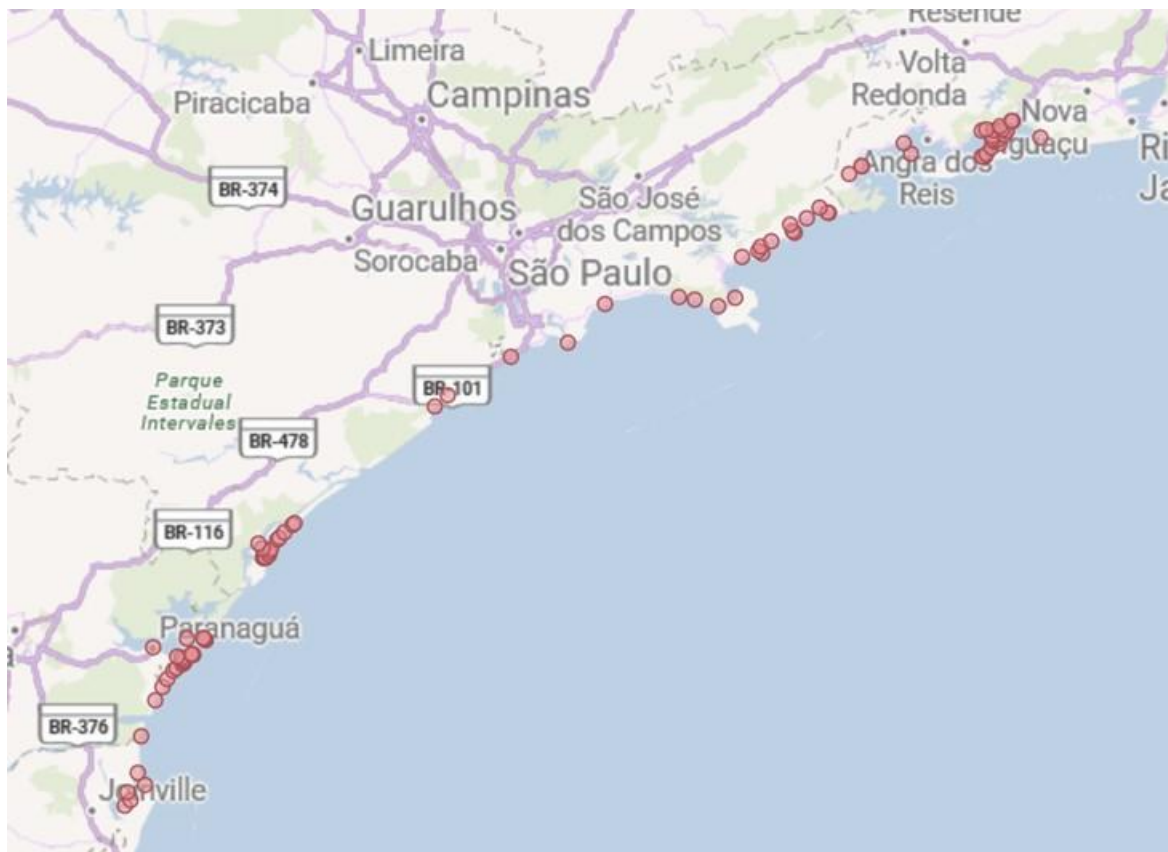 Resende
Limeira
Volta
Redonda
Piracicaba
Campinas
Nova
Iguaçu
BR-374
Angra dos
Reis
São José
dos Campos
Guarulhos
Sorocaba
São Paulo
BR-373
Parque
Estadual
Intervales
BR-101
BR-478
BR-116
Paranaguá
a
BR-376
Joinville